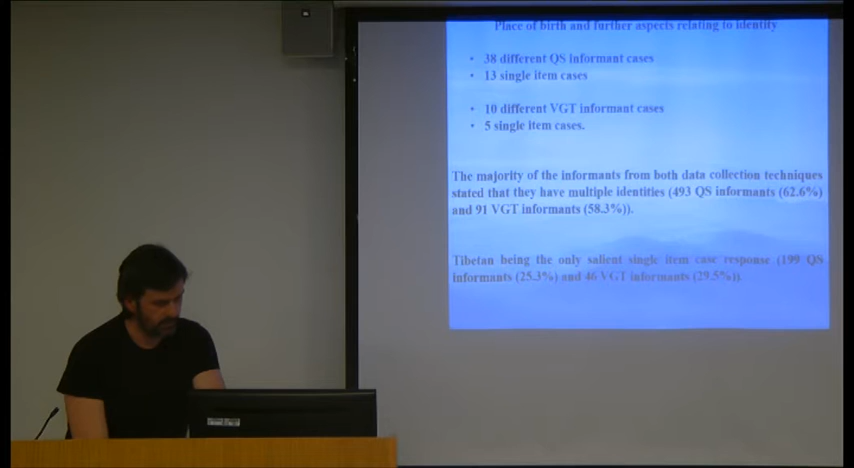 Place of birth and further aspects relating to identity
• 38 different QS informant cases
• 13 single item cases
• 10 different VGT informant cases
• 5 single item cases.
The majority of the informants from both data collection techniques
stated that they have multiple identities (493 QS informants (62.6%)
and 91 VGT informants (58.3%)).
Tibetan being the only salient single item case response (199 QS
informants (25.3%) and 46 VGT informants (29.5%)).